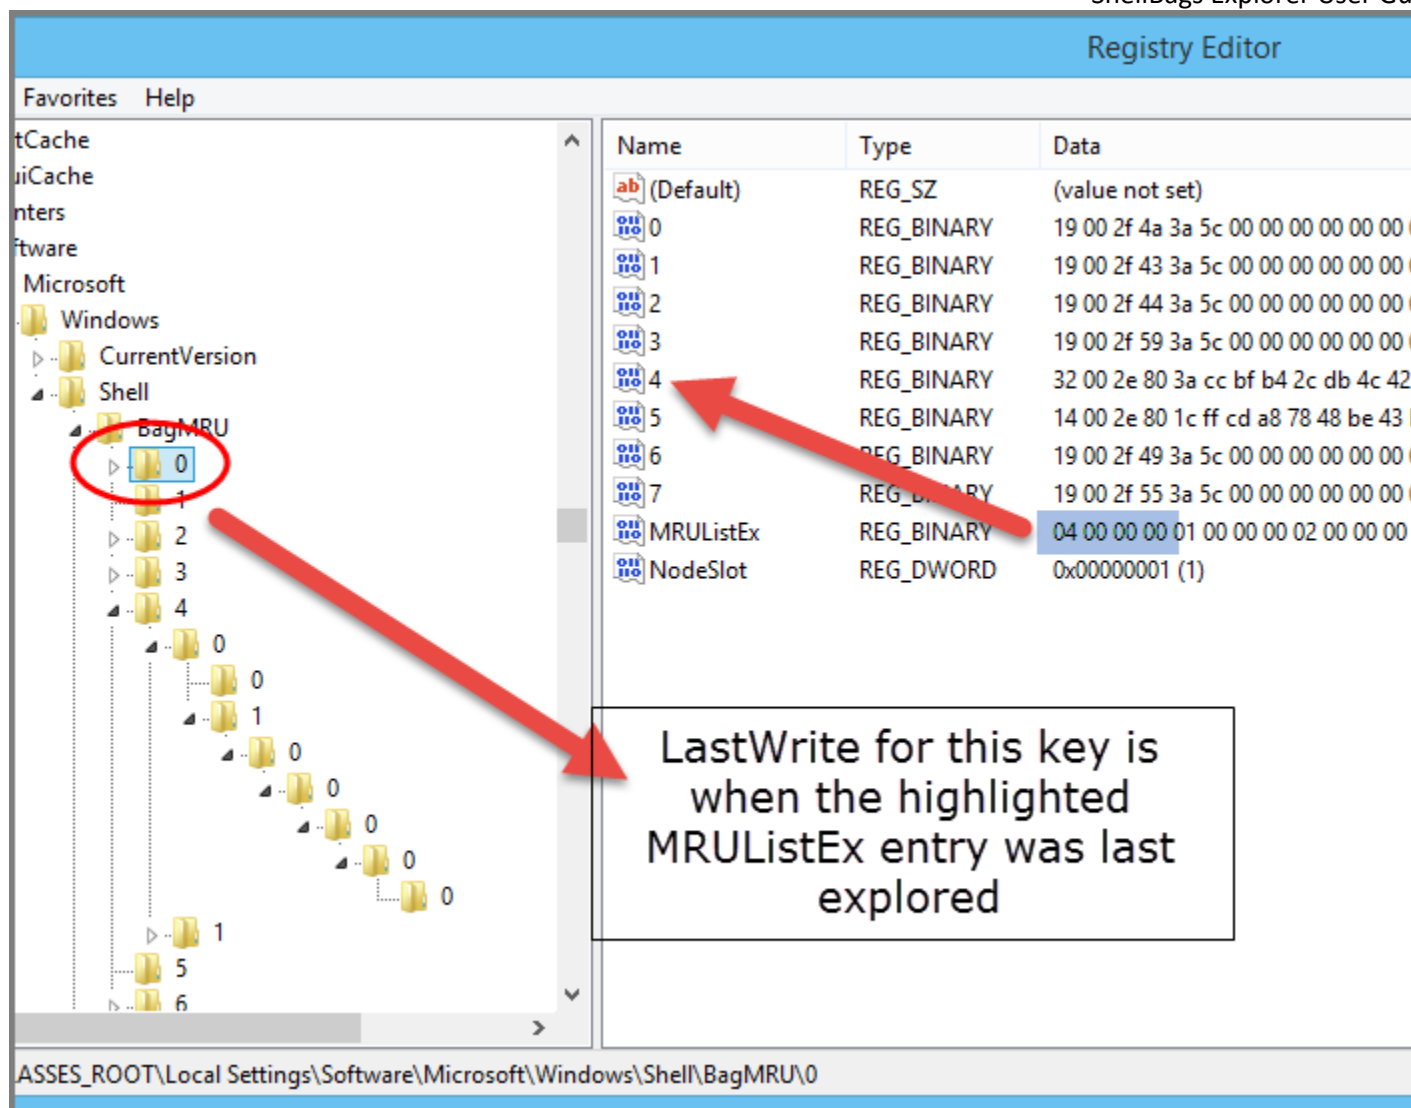 ShellBags Explorer User Gu
Registry Editor
Favorites Help
tCache
uiCache
nters
ftware
Microsoft
Windows
CurrentVersion
Shell
BagMRU
0
1
2
3
4
0
0
1
0
0
0
0
0
1
5
6
Name Type Data
(Default) REG_SZ (value not set)
0 REG_BINARY 19 00 2f 4a 3a 5c 00 00 00 00 00 00
1 REG_BINARY 19 00 2f 43 3a 5c 00 00 00 00 00 00
2 REG_BINARY 19 00 2f 44 3a 5c 00 00 00 00 00 00
3 REG_BINARY 19 00 2f 59 3a 5c 00 00 00 00 00 00
4 REG_BINARY 32 00 2e 80 3a cc bf b4 2c db 4c 42
5 REG_BINARY 14 00 2e 80 1c ff cd a8 78 48 be 43
6 REG_BINARY 19 00 2f 49 3a 5c 00 00 00 00 00 00
7 REG_BINARY 19 00 2f 55 3a 5c 00 00 00 00 00 00
MRUListEx REG_BINARY 04 00 00 00 01 00 00 00 02 00 00 00
NodeSlot REG_DWORD 0x00000001 (1)
LastWrite for this key is
when the highlighted
MRUListEx entry was last
explored
ASSES_ROOT\Local Settings\Software\Microsoft\Windows\Shell\BagMRU\0